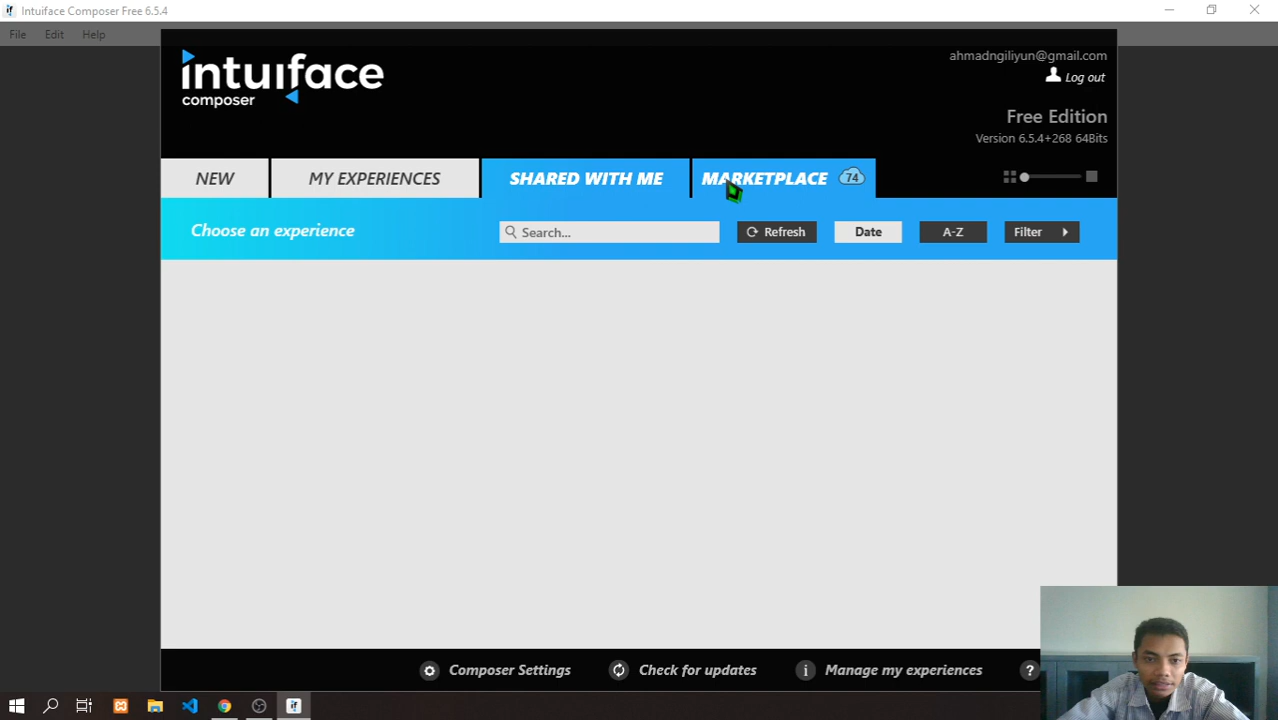 Intuiface Composer Free 6.5.4
File Edit Help
intuiface
composer
ahmadngiliyun@gmail.com
Log out
Free Edition
Version 6.5.4+268 64Bits
NEW MY EXPERIENCES SHARED WITH ME MARKETPLACE 74
Choose an experience Search... Refresh Date A-Z Filter
Composer Settings Check for updates i Manage my experiences ?
if